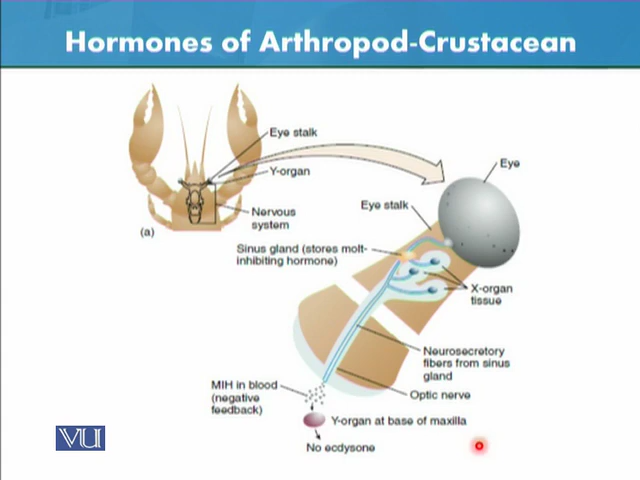 Hormones of Arthropod-Crustacean
Eye stalk
Y-organ
Nervous
system
(a)
Eye
Eye stalk
Sinus gland (stores molt-
inhibiting hormone)
X-organ
tissue
Neurosecretory
fibers from sinus
gland
Optic nerve
MIH in blood
(negative
feedback)
Y-organ at base of maxilla
No ecdysone
VU